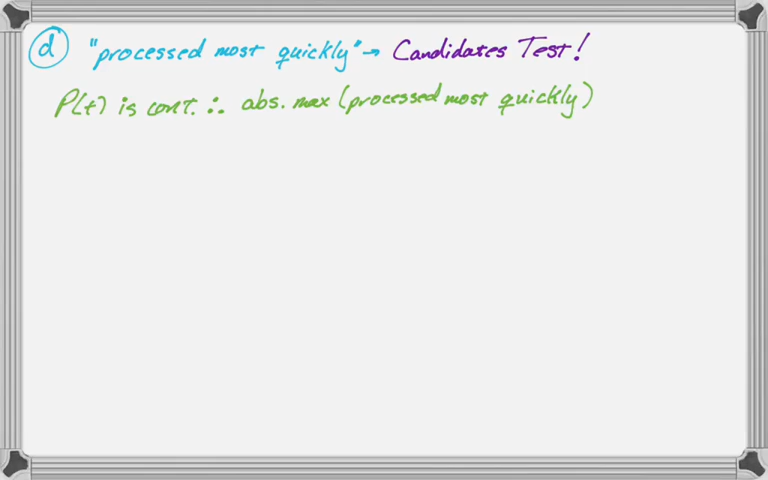 (d) "processed most quickly" → Candidates Test!
P(t) is cont. ∴ abs. max (processed most quickly)